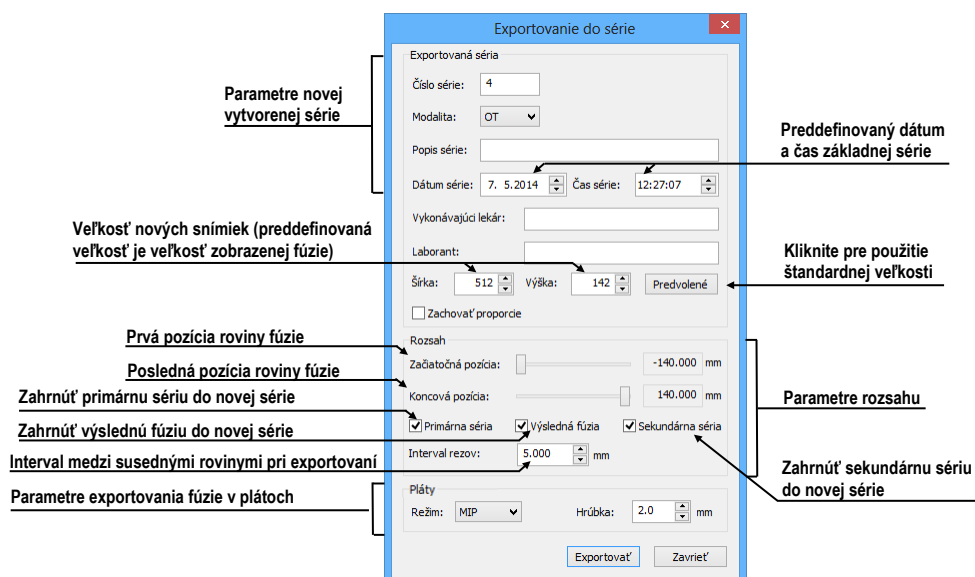 Exportovanie do série
Exportovaná séria
Číslo série: 4
Modalita: OT
Popis série:
Dátum série: 7. 5.2014 Čas série: 12:27:07
Vykonávajúci lekár:
Laborant:
Šírka: 512 Výška: 142 Predvolené
Zachovať proporcie
Rozsah
Začiatočná pozícia: -140.000 mm
Koncová pozícia: 140.000 mm
Primárna séria Výsledná fúzia Sekundárna séria
Interval rezov: 5.000 mm
Pláty
Režim: MIP Hrúbka: 2.0 mm
Exportovať Zavrieť
Parametre novej
vytvorenej série
Veľkosť nových snímiek (preddefinovaná
veľkosť je veľkosť zobrazenej fúzie)
Prvá pozícia roviny fúzie
Posledná pozícia roviny fúzie
Zahrnúť primárnu sériu do novej série
Zahrnúť výslednú fúziu do novej série
Interval medzi susednými rovinymi pri exportovaní
Parametre exportovania fúzie v plátoch
Preddefinovaný dátum
a čas základnej série
Kliknite pre použitie
štandardnej veľkosti
Parametre rozsahu
Zahrnúť sekundárnu sériu
do novej série